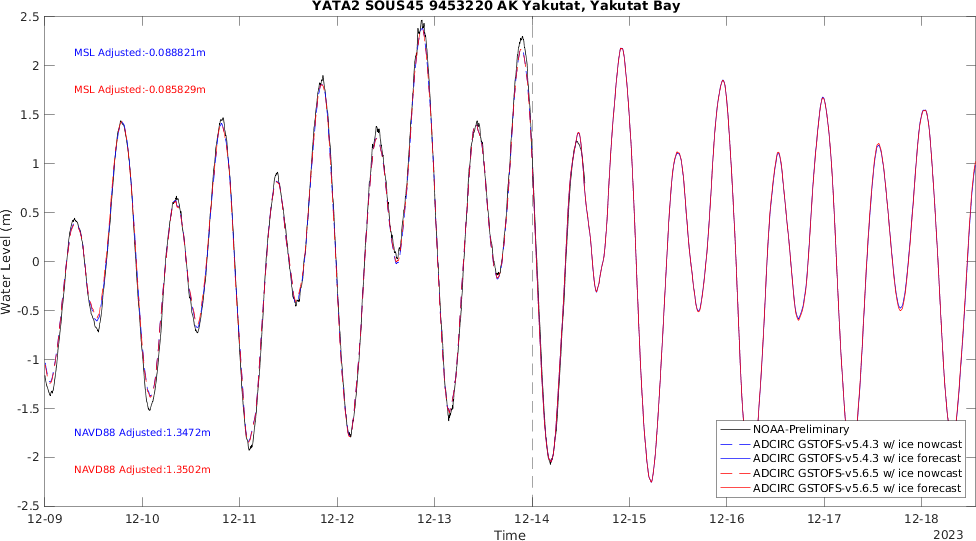 YATA2 SOUS45 9453220 AK Yakutat, Yakutat Bay
MSL Adjusted:-0.088821m
MSL Adjusted:-0.085829m
NAVD88 Adjusted:1.3472m
NAVD88 Adjusted:1.3502m
Water Level (m)
2.5
2
1.5
1
0.5
0
-0.5
-1
-1.5
-2
-2.5
NOAA-Preliminary
ADCIRC GSTOFS-v5.4.3 w/ ice nowcast
ADCIRC GSTOFS-v5.4.3 w/ ice forecast
ADCIRC GSTOFS-v5.6.5 w/ ice nowcast
ADCIRC GSTOFS-v5.6.5 w/ ice forecast
12-09 12-10 12-11 12-12 12-13 12-14 12-15 12-16 12-17 12-18
Time
2023